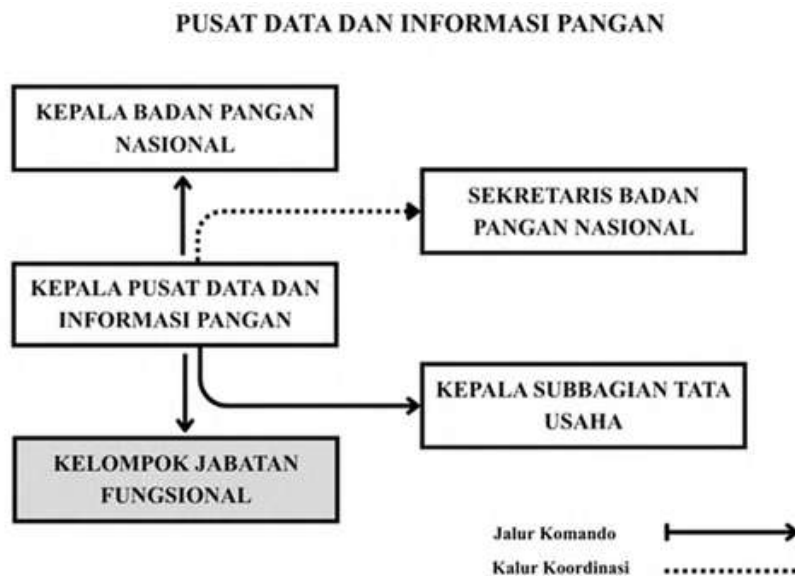 PUSAT DATA DAN INFORMASI PANGAN
KEPALA BADAN PANGAN
NASIONAL
SEKRETARIS BADAN
PANGAN NASIONAL
KEPALA PUSAT DATA DAN
INFORMASI PANGAN
KEPALA SUBBAGIAN TATA
USAHA
KELOMPOK JABATAN
FUNGSIONAL
Jalur Komando
Kalur Koordinasi